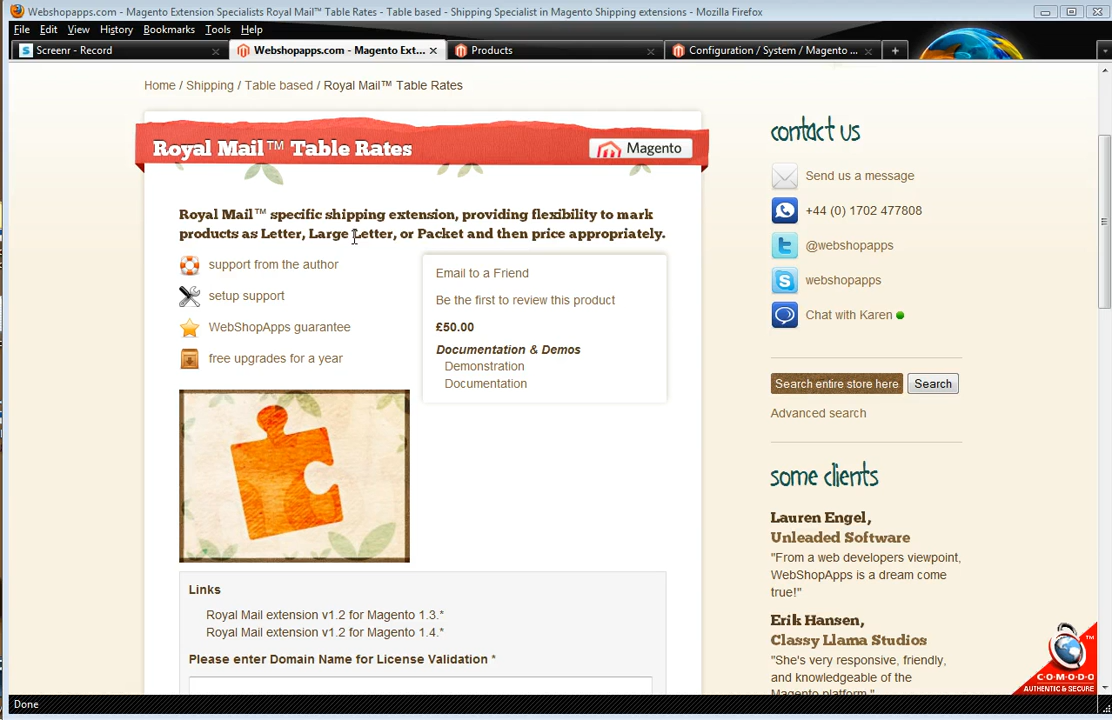 Webshopapps.com - Magento Extension Specialists Royal Mail™ Table Rates - Table based - Shipping Specialist in Magento Shipping extensions - Mozilla Firefox
File Edit View History Bookmarks Tools Help
Screenr - Record
Webshopapps.com - Magento Ext...
Products
Configuration / System / Magento ...
Home / Shipping / Table based / Royal Mail™ Table Rates
Royal Mail™ Table Rates
Magento
Royal Mail™ specific shipping extension, providing flexibility to mark
products as Letter, Large Letter, or Packet and then price appropriately.
support from the author
setup support
WebShopApps guarantee
free upgrades for a year
Email to a Friend
Be the first to review this product
£50.00
Documentation & Demos
Demonstration
Documentation
Links
Royal Mail extension v1.2 for Magento 1.3.*
Royal Mail extension v1.2 for Magento 1.4.*
Please enter Domain Name for License Validation *
contact us
Send us a message
+44 (0) 1702 477808
@webshopapps
webshopapps
Chat with Karen
Search entire store here
Search
Advanced search
some clients
Lauren Engel,
Unleaded Software
"From a web developers viewpoint,
WebShopApps is a dream come
true!"
Erik Hansen,
Classy Llama Studios
"She's very responsive, friendly,
and knowledgeable of the
Magento platform."
COMODO
AUTHENTIC & SECURE
Done